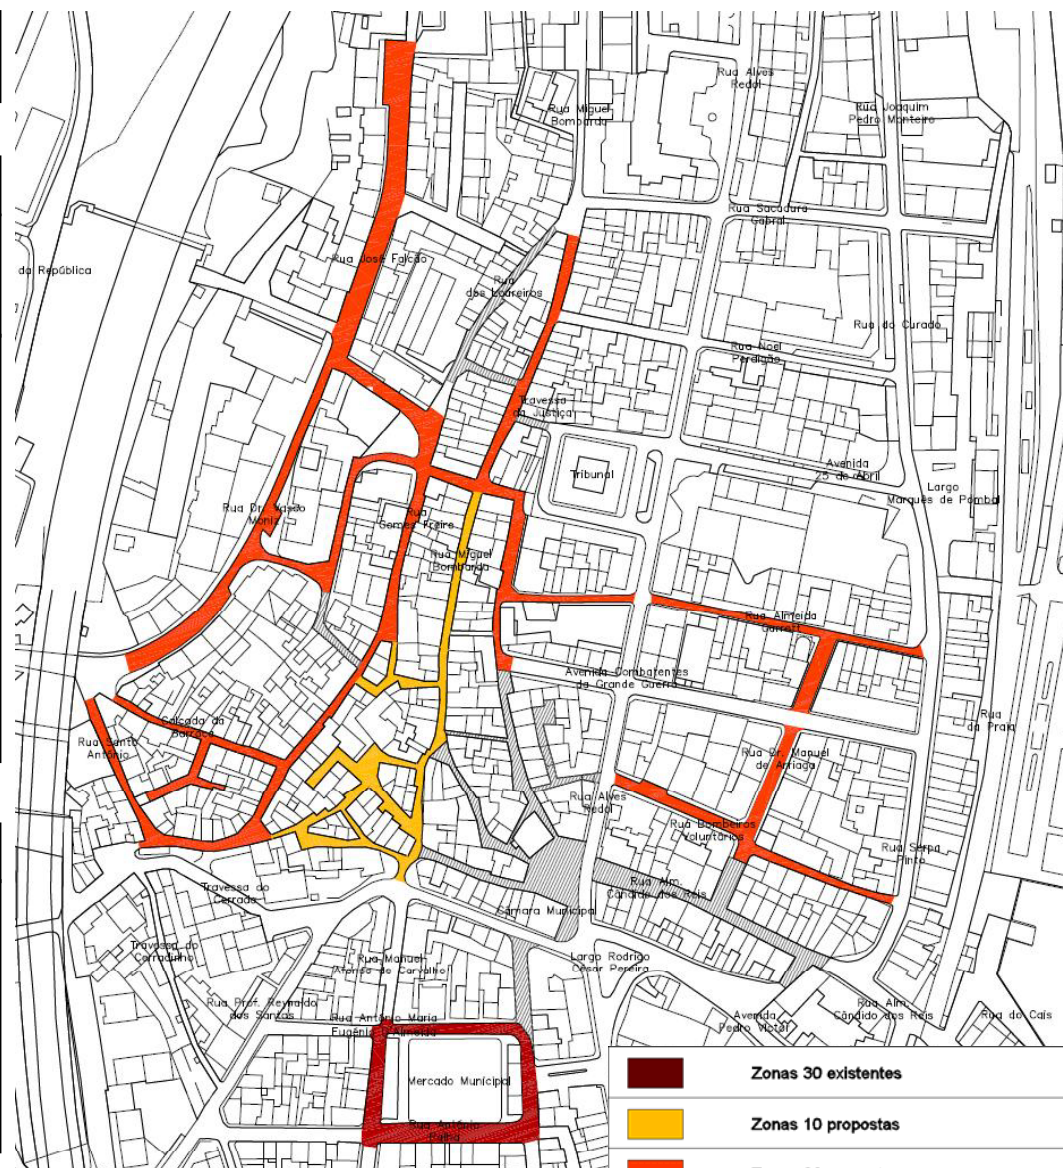 Rua Alves
Redol
Rua Miguel
Bombarda
Rua Joaquim
Pedro Monteiro
Rua Sacadura
Cabral
da República
Rua José Falcão
Rua
dos Loureiros
Rua do Curado
Rua Noel
Perdigão
Travessa
da Justiça
Tribunal
Avenida
25 de Abril
Largo
Marquês de Pombal
Rua Dr. Vasco
Moniz
Rua
Gomes Freire
Rua Miguel
Bombarda
Rua Almeida
Garrett
Avenida Combatentes
da Grande Guerra
Calçada da
Barroca
Rua Santo
António
Rua
da Praia
Rua Dr. Manuel
de Arriaga
Rua Alves
Redol
Rua Bombeiros
Voluntários
Rua Serpa
Pinto
Travessa do
Cerrado
Rua Alm.
Cândido dos Reis
Câmara Municipal
Travessa do
Cerradinho
Rua Manuel
Afonso de Carvalho
Largo Rodrigo
César Pereira
Rua Prof. Reynaldo
dos Santos
Rua António Maria
Eugénio D'Almeida
Avenida
Pedro Victor
Rua Alm.
Cândido dos Reis
Rua do Cais
Mercado Municipal
Rua António
Palha
Zonas 30 existentes
Zonas 10 propostas